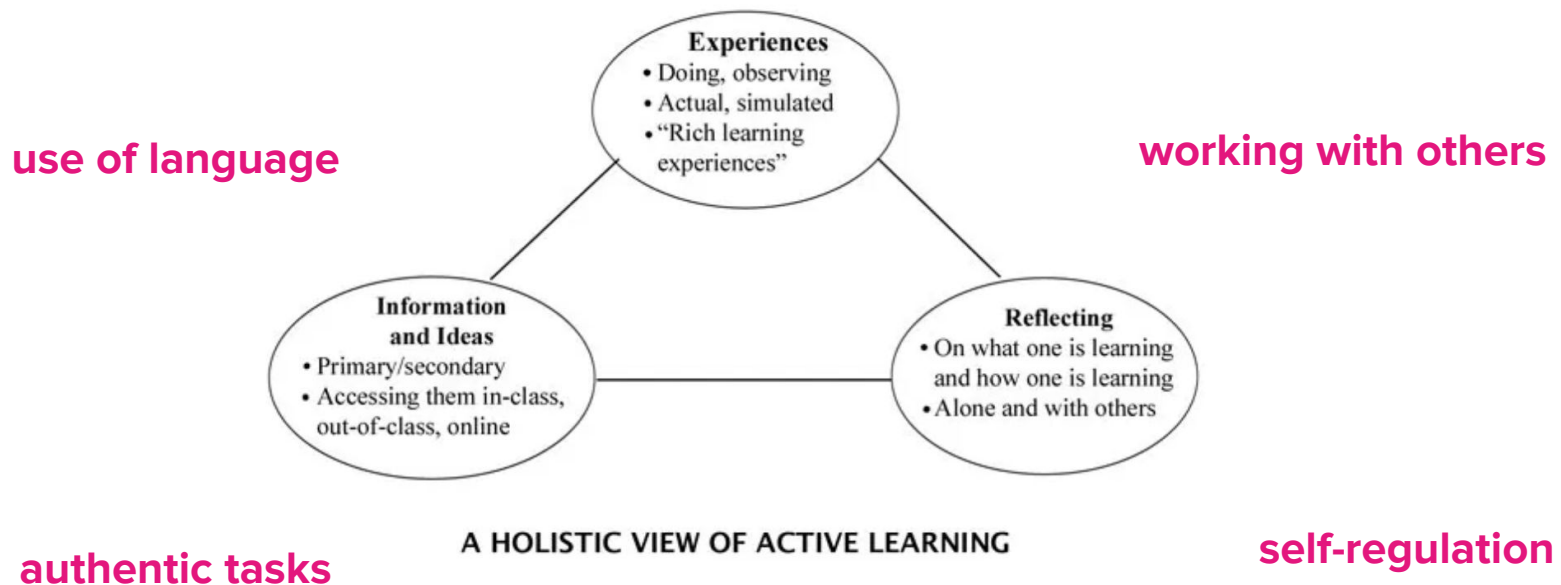 Experiences
• Doing, observing
• Actual, simulated
• “Rich learning
experiences”
use of language
working with others
Information
and Ideas
• Primary/secondary
• Accessing them in-class,
out-of-class, online
Reflecting
• On what one is learning
and how one is learning
• Alone and with others
A HOLISTIC VIEW OF ACTIVE LEARNING
authentic tasks
self-regulation